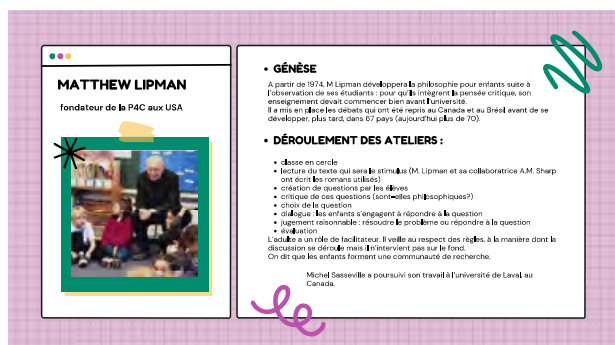 MATTHEW LIPMAN
fondateur de la P4C aux USA
• GÉNÈSE
A partir de 1974, M Lipman développera la philosophie pour enfants suite à
l'observation de ses étudiants : pour qu'ils intègrent la pensée critique, son
enseignement devait commencer bien avant l'université.
Il a mis en place les débats qui ont été repris au Canada et au Brésil avant de se
développer, plus tard, dans 67 pays (aujourd'hui plus de 70).
• DÉROULEMENT DES ATELIERS :
• classe en cercle
• lecture du texte qui sera le stimulus (M. Lipman et sa collaboratrice A.M. Sharp
ont écrit les romans utilisés)
• création de questions par les élèves
• critique de ces questions (sont-elles philosophiques?)
• choix de la question
• dialogue : les enfants s'engagent à répondre à la question
• jugement raisonnable : résoudre le problème ou répondre à la question
• évaluation
L'adulte a un rôle de facilitateur. Il veille au respect des règles, à la manière dont la
discussion se déroule mais il n'intervient pas sur le fond.
On dit que les enfants forment une communauté de recherche.
Michel Sasseville a poursuivi son travail à l'université de Laval, au
Canada.